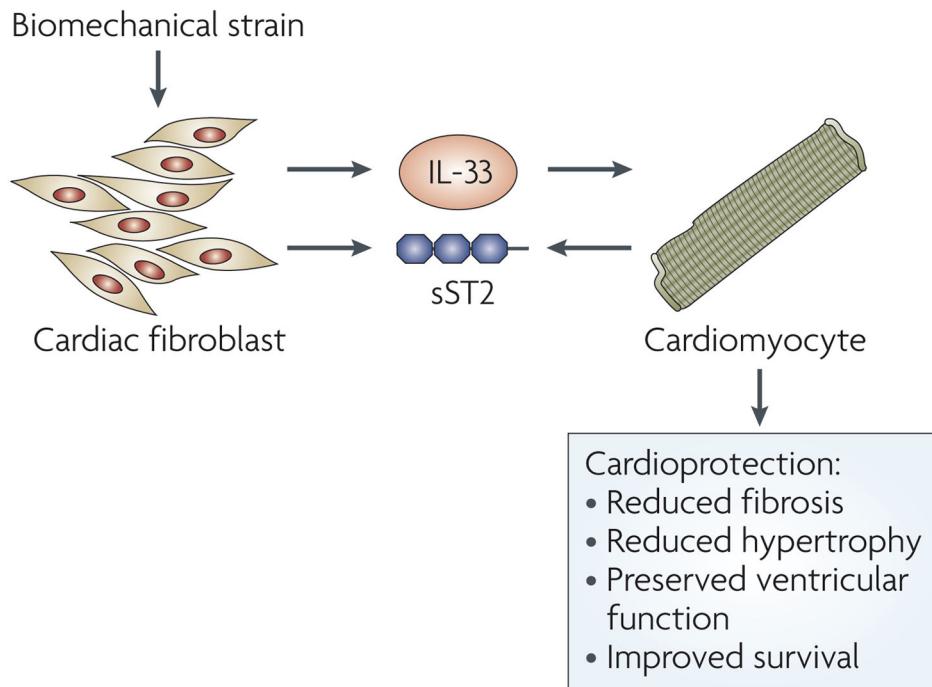 Biomechanical strain
IL-33
sST2
Cardiac fibroblast
Cardiomyocyte
Cardioprotection:
• Reduced fibrosis
• Reduced hypertrophy
• Preserved ventricular
function
• Improved survival